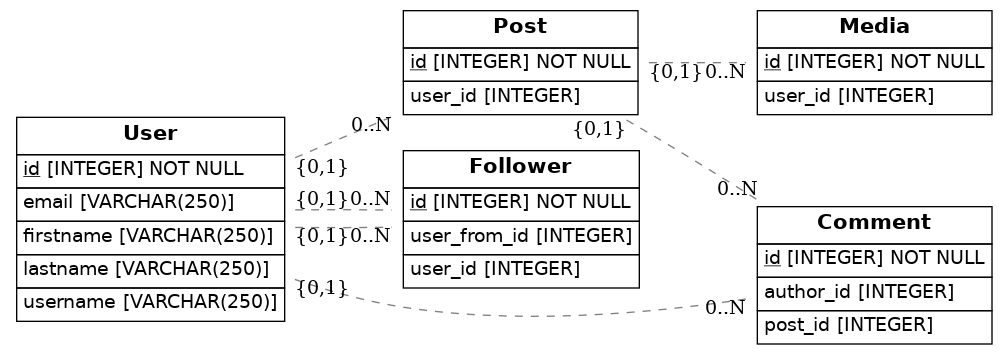 User
id [INTEGER] NOT NULL
email [VARCHAR(250)]
firstname [VARCHAR(250)]
lastname [VARCHAR(250)]
username [VARCHAR(250)]
0..N
{0,1}
{0,1} 0..N
{0,1} 0..N
{0,1}
Post
id [INTEGER] NOT NULL
user_id [INTEGER]
Follower
id [INTEGER] NOT NULL
user_from_id [INTEGER]
user_id [INTEGER]
{0,1} 0..N
{0,1}
0..N
0..N
Media
id [INTEGER] NOT NULL
user_id [INTEGER]
Comment
id [INTEGER] NOT NULL
author_id [INTEGER]
post_id [INTEGER]